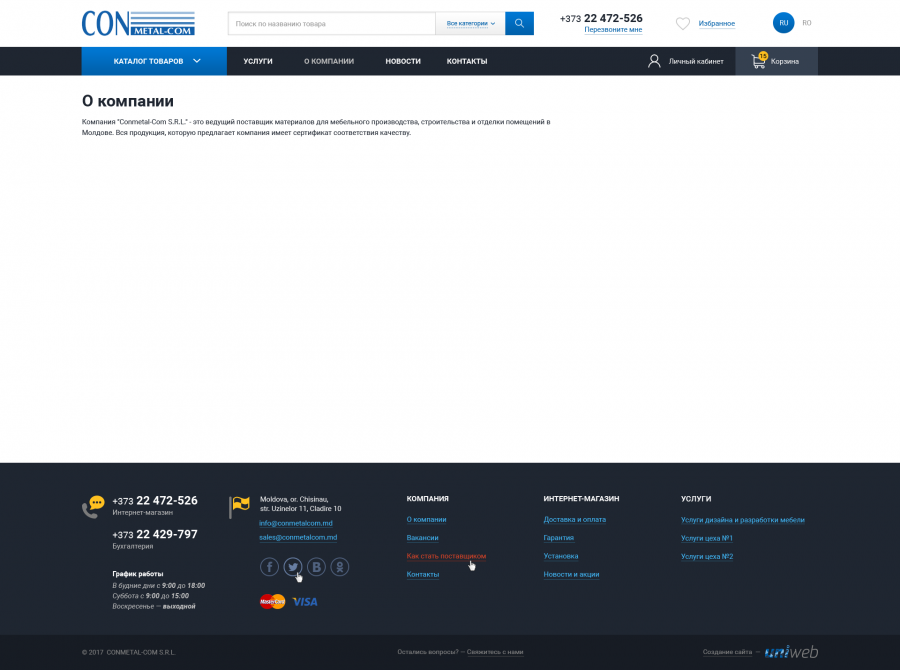 CON METAL-COM
Поиск по названию товара
Все категории
+373 22 472-526
Перезвоните мне
Избранное
RU
RO
КАТАЛОГ ТОВАРОВ
УСЛУГИ
О КОМПАНИИ
НОВОСТИ
КОНТАКТЫ
Личный кабинет
15
Корзина
О компании
Компания "Conmetal-Com S.R.L." - это ведущий поставщик материалов для мебельного производства, строительства и отделки помещений в
Молдове. Вся продукция, которую предлагает компания имеет сертификат соответствия качеству.
+373 22 472-526
Интернет-магазин
+373 22 429-797
Бухгалтерия
График работы
В будние дни с 9:00 до 18:00
Суббота с 9:00 до 15:00
Воскресенье — выходной
Moldova, or. Chisinau,
str. Uzinelor 11, Cladire 10
info@conmetalcom.md
sales@conmetalcom.md
MasterCard
VISA
КОМПАНИЯ
О компании
Вакансии
Как стать поставщиком
Контакты
ИНТЕРНЕТ-МАГАЗИН
Доставка и оплата
Гарантия
Установка
Новости и акции
УСЛУГИ
Услуги дизайна и разработки мебели
Услуги цеха №1
Услуги цеха №2
© 2017 CONMETAL-COM S.R.L.
Остались вопросы? — Свяжитесь с нами
Создание сайта — uniweb